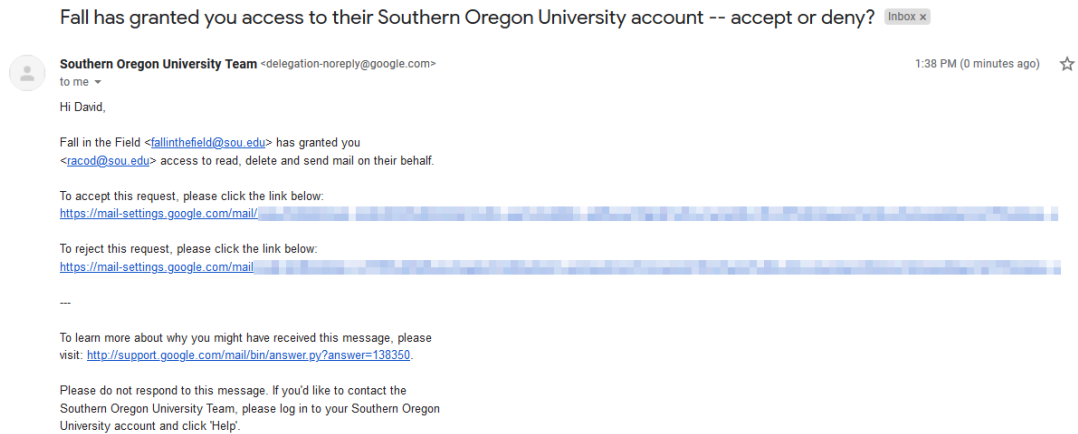 Fall has granted you access to their Southern Oregon University account -- accept or deny? Inbox x
Southern Oregon University Team <delegation-noreply@google.com> 1:38 PM (0 minutes ago)
to me
Hi David,
Fall in the Field <fallinthefield@sou.edu> has granted you
<racod@sou.edu> access to read, delete and send mail on their behalf.
To accept this request, please click the link below:
https://mail-settings.google.com/mail/
To reject this request, please click the link below:
https://mail-settings.google.com/mail
---
To learn more about why you might have received this message, please
visit: http://support.google.com/mail/bin/answer.py?answer=138350.
Please do not respond to this message. If you'd like to contact the
Southern Oregon University Team, please log in to your Southern Oregon
University account and click 'Help'.